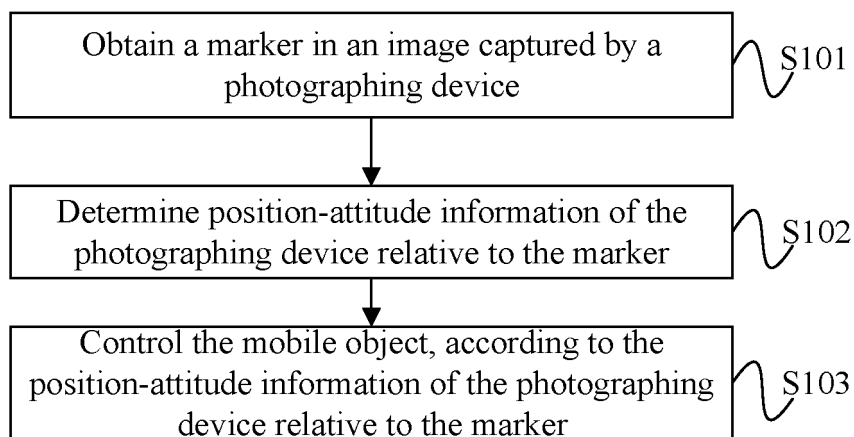 Obtain a marker in an image captured by a
photographing device
S101
Determine position-attitude information of the
photographing device relative to the marker
S102
Control the mobile object, according to the
position-attitude information of the photographing
device relative to the marker
S103